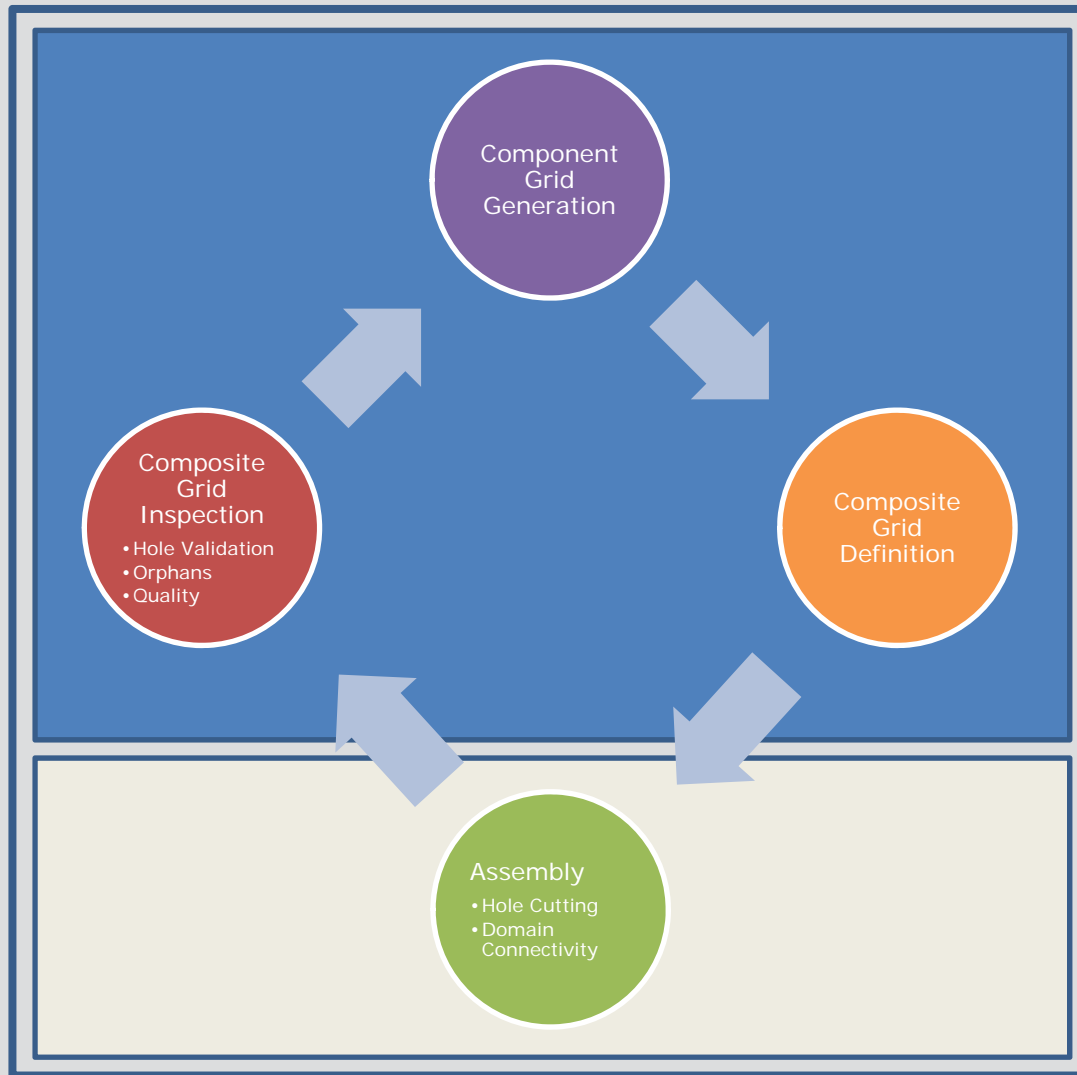 Component
Grid
Generation
Composite
Grid
Inspection
• Hole Validation
• Orphans
• Quality
Composite
Grid
Definition
Assembly
• Hole Cutting
• Domain
Connectivity